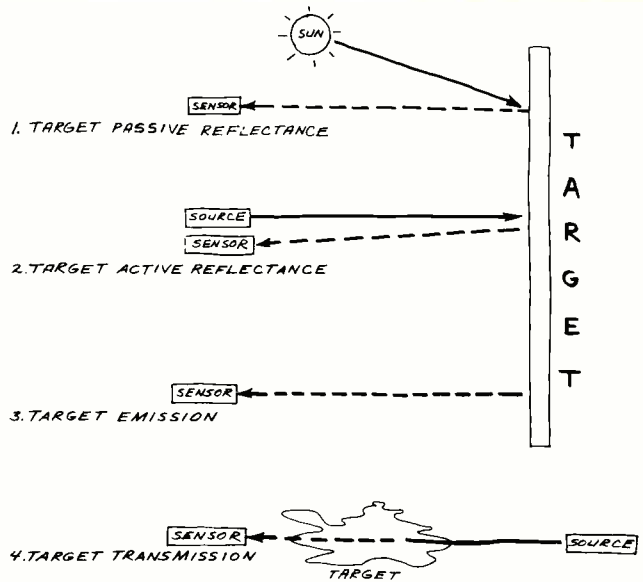 SUN
SENSOR
1. TARGET PASSIVE REFLECTANCE
SOURCE
SENSOR
2. TARGET ACTIVE REFLECTANCE
TARGET
SENSOR
3. TARGET EMISSION
SENSOR
SOURCE
4. TARGET TRANSMISSION
TARGET